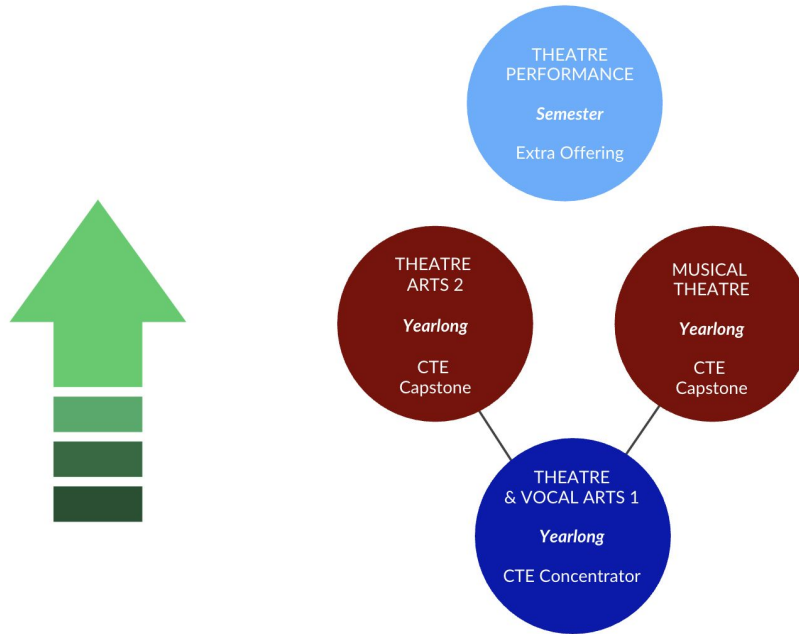 THEATRE
PERFORMANCE
Semester
Extra Offering
THEATRE
ARTS 2
Yearlong
CTE
Capstone
MUSICAL
THEATRE
Yearlong
CTE
Capstone
THEATRE
& VOCAL ARTS 1
Yearlong
CTE Concentrator